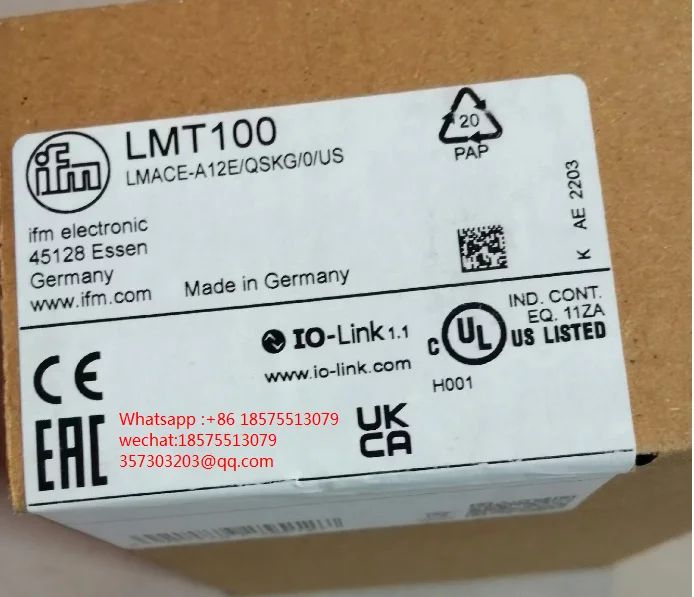 ifm
LMT100
LMACE-A12E/QSKG/0/US
20
PAP
ifm electronic
45128 Essen
Germany
www.ifm.com
Made in Germany
K AE 2203
IO-Link 1.1
www.io-link.com
C UL US LISTED
IND. CONT.
EQ. 11ZA
H001
CE
EAC
UK
CA
Whatsapp :+86 18575513079
wechat:18575513079
357303203@qq.com